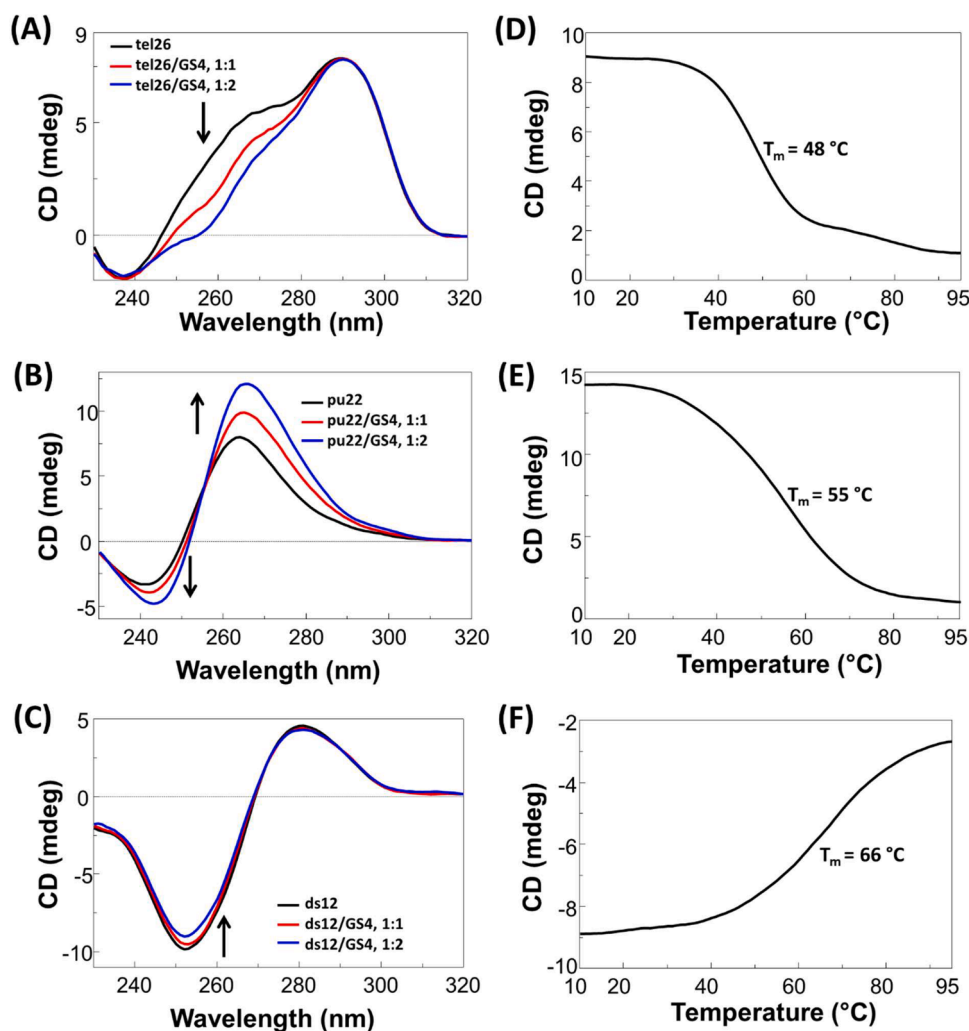 (A)
9
5
0
CD (mdeg)
tel26
tel26/GS4, 1:1
tel26/GS4, 1:2
240 260 280 300 320
Wavelength (nm)
(D)
10
8
6
4
2
0
CD (mdeg)
Tm = 48 °C
10 20 40 60 80 95
Temperature (°C)
(B)
10
5
0
-5
CD (mdeg)
pu22
pu22/GS4, 1:1
pu22/GS4, 1:2
240 260 280 300 320
Wavelength (nm)
(E)
15
10
5
0
CD (mdeg)
Tm = 55 °C
10 20 40 60 80 95
Temperature (°C)
(C)
5
0
-5
-10
CD (mdeg)
ds12
ds12/GS4, 1:1
ds12/GS4, 1:2
240 260 280 300 320
Wavelength (nm)
(F)
-2
-4
-6
-8
-10
CD (mdeg)
Tm = 66 °C
10 20 40 60 80 95
Temperature (°C)